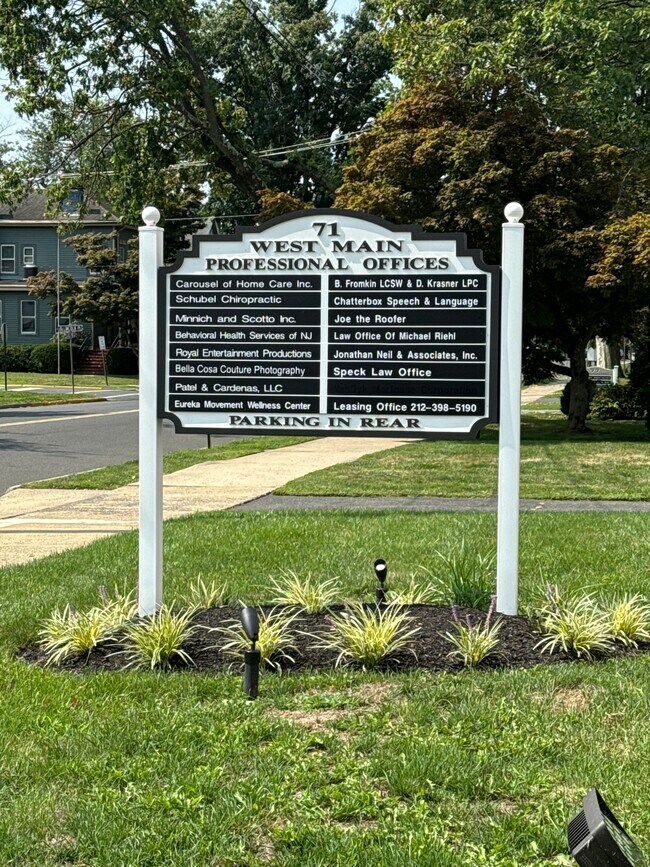 71
WEST MAIN
PROFESSIONAL OFFICES
Carousel of Home Care Inc.
Schubel Chiropractic
Minnich and Scotto Inc.
Behavioral Health Services of NJ
Royal Entertainment Productions
Bella Cosa Couture Photography
Patel & Cardenas, LLC
Eureka Movement Wellness Center
B. Fromkin LCSW & D. Krasner LPC
Chatterbox Speech & Language
Joe the Roofer
Law Office Of Michael Riehl
Jonathan Neil & Associates, Inc.
Speck Law Office
Leasing Office 212-398-5190
PARKING IN REAR